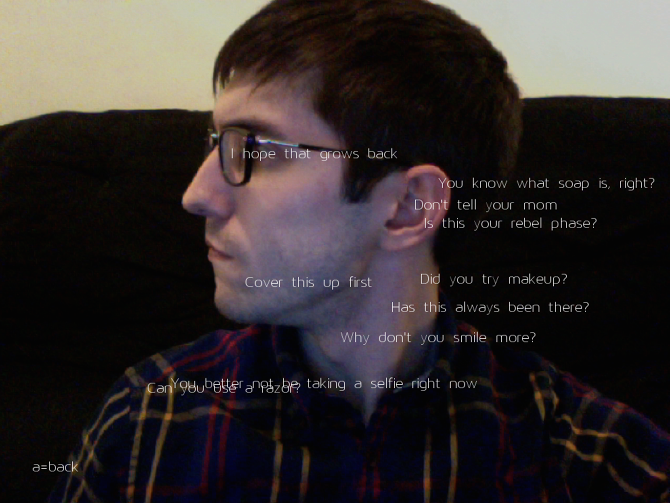 I hope that grows back
You know what soap is, right?
Don't tell your mom
Is this your rebel phase?
Did you try makeup?
Cover this up first
Has this always been there?
Why don't you smile more?
You better not be taking a selfie right now
Can you use a razor?
a=back